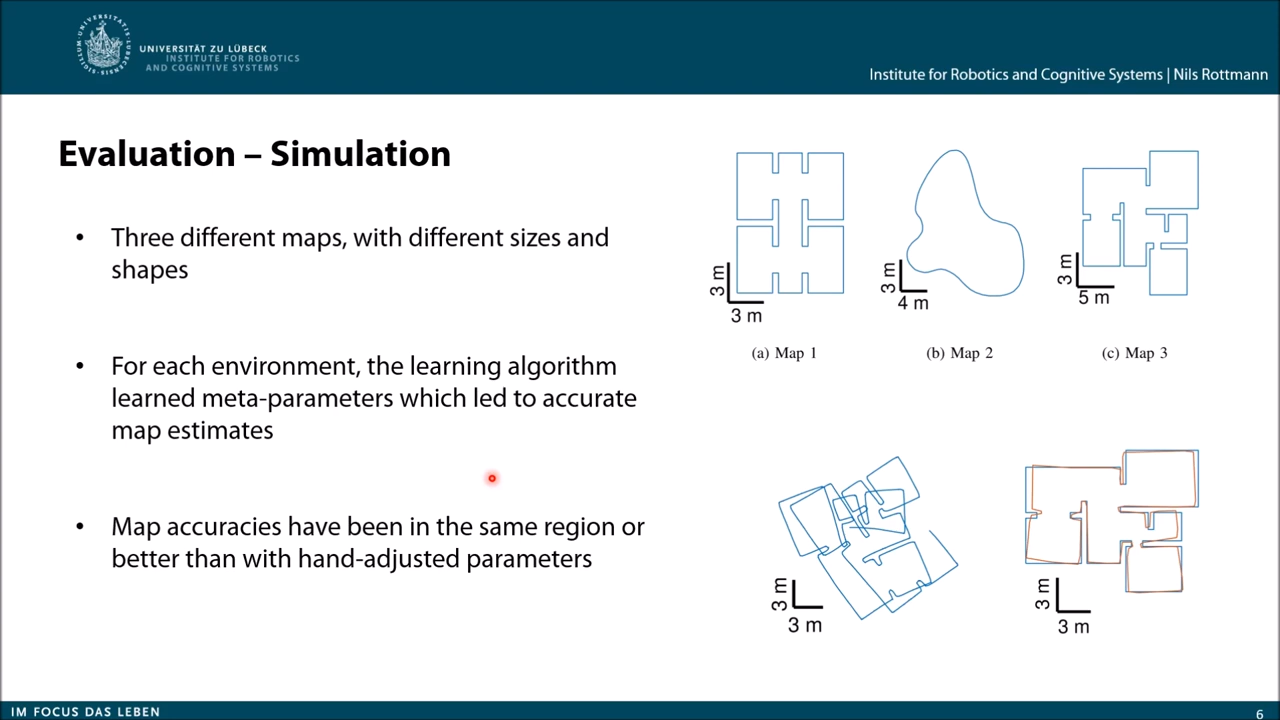 SIGILLUM UNIVERSITATIS LUBECENSIS
UNIVERSITÄT ZU LÜBECK
INSTITUTE FOR ROBOTICS
AND COGNITIVE SYSTEMS
Institute for Robotics and Cognitive Systems | Nils Rottmann
Evaluation – Simulation
• Three different maps, with different sizes and
shapes
• For each environment, the learning algorithm
learned meta-parameters which led to accurate
map estimates
• Map accuracies have been in the same region or
better than with hand-adjusted parameters
3 m
3 m
(a) Map 1
3 m
4 m
(b) Map 2
3 m
5 m
(c) Map 3
3 m
3 m
3 m
3 m
IM FOCUS DAS LEBEN
6